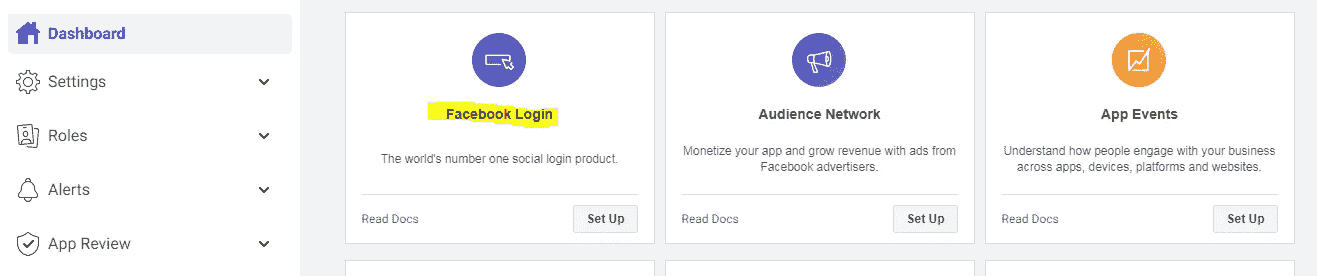 Dashboard
Settings
Roles
Alerts
App Review
Facebook Login
The world's number one social login product.
Read Docs
Set Up
Audience Network
Monetize your app and grow revenue with ads from
Facebook advertisers.
Read Docs
Set Up
App Events
Understand how people engage with your business
across apps, devices, platforms and websites.
Read Docs
Set Up